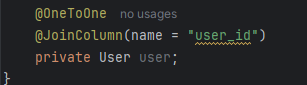 @OneToOne no usages
@JoinColumn(name = "user_id")
private User user;
}